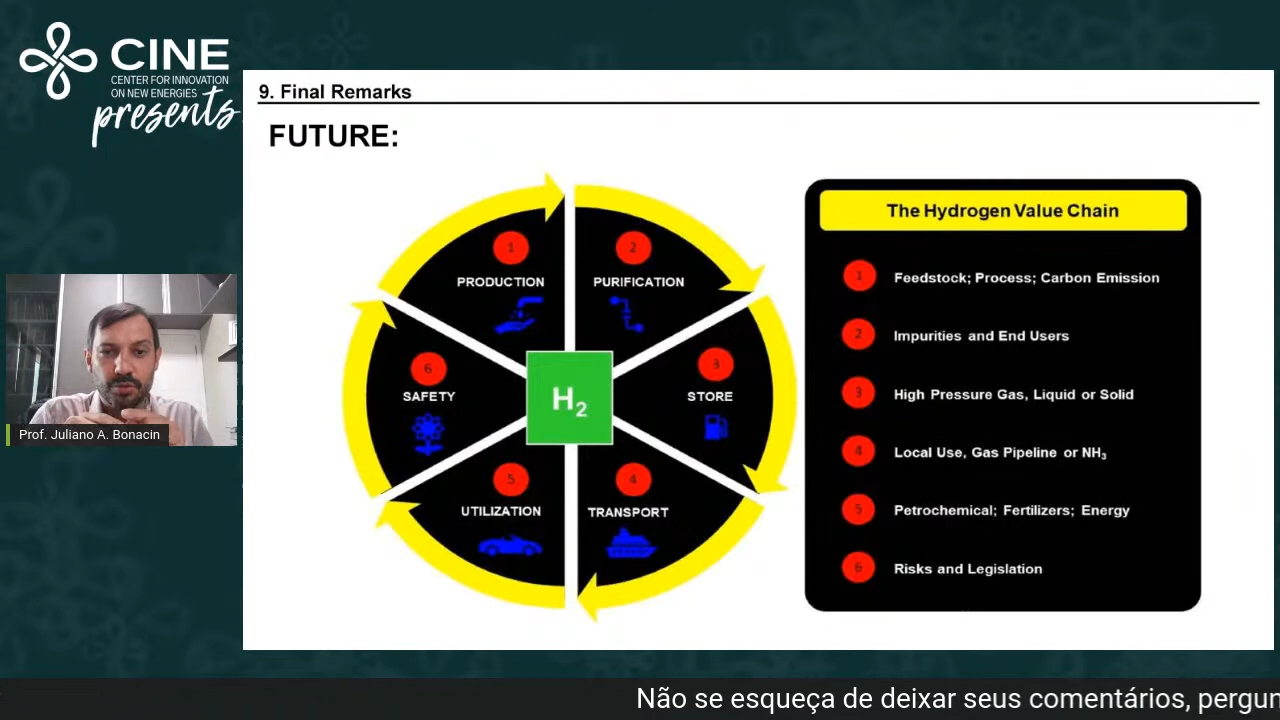 CINE
CENTER FOR INNOVATION
ON NEW ENERGIES
presents
9. Final Remarks
FUTURE:
1
PRODUCTION
2
PURIFICATION
3
STORE
4
TRANSPORT
5
UTILIZATION
6
SAFETY
H₂
The Hydrogen Value Chain
1 Feedstock; Process; Carbon Emission
2 Impurities and End Users
3 High Pressure Gas, Liquid or Solid
4 Local Use, Gas Pipeline or NH₃
5 Petrochemical; Fertilizers; Energy
6 Risks and Legislation
Prof. Juliano A. Bonacin
Não se esqueça de deixar seus comentários, pergun